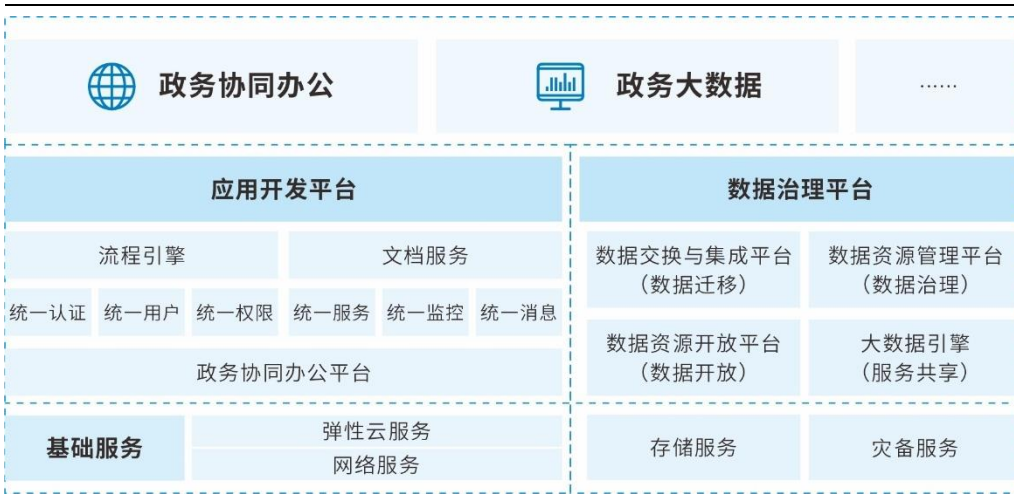 政务协同办公
政务大数据
……
应用开发平台
数据治理平台
流程引擎
文档服务
统一认证
统一用户
统一权限
统一服务
统一监控
统一消息
政务协同办公平台
数据交换与集成平台
（数据迁移）
数据资源管理平台
（数据治理）
数据资源开放平台
（数据开放）
大数据引擎
（服务共享）
基础服务
弹性云服务
网络服务
存储服务
灾备服务